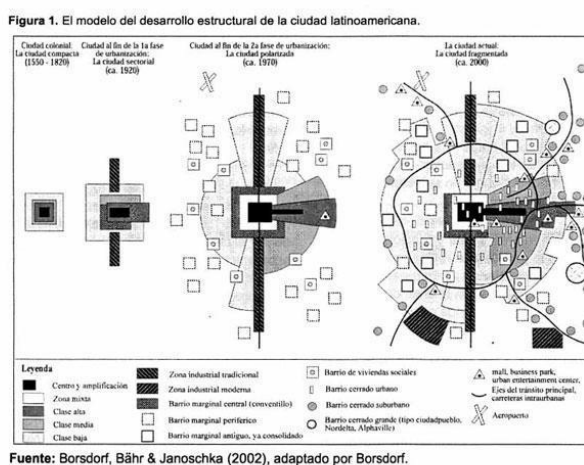 Figura 1. El modelo del desarrollo estructural de la ciudad latinoamericana.
Ciudad colonial:
La ciudad compacta
(1550 - 1820)
Ciudad al fin de la 1a fase
de urbanización:
La ciudad sectorial
(ca. 1920)
Ciudad al fin de la 2a fase de urbanización:
La ciudad polarizada
(ca. 1970)
La ciudad actual:
La ciudad fragmentada
(ca. 2000)
Leyenda
Centro y amplificación
Zona mixta
Clase alta
Clase media
Clase baja
Zona industrial tradicional
Zona industrial moderna
Barrio marginal central (conventillo)
Barrio marginal periférico
Barrio marginal antiguo, ya consolidado
Barrio de viviendas sociales
Barrio cerrado urbano
Barrio cerrado suburbano
Barrio cerrado grande (tipo ciudadpueblo,
Nordelta, Alphaville)
mall, business park,
urban entertainment center,
Ejes del tránsito principal,
carreteras intraurbanas
Aeropuerto
Fuente: Borsdorf, Bähr & Janoschka (2002), adaptado por Borsdorf.